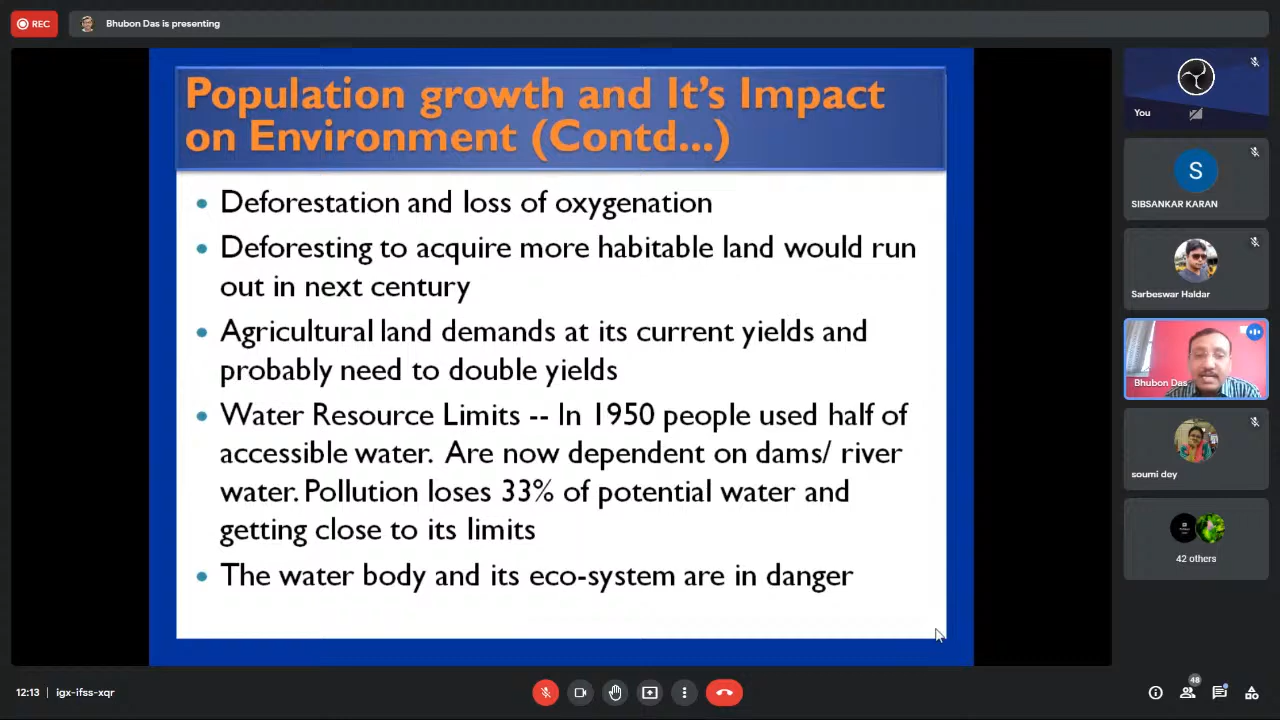 REC
Bhubon Das is presenting
Population growth and It's Impact
on Environment (Contd...)
• Deforestation and loss of oxygenation
• Deforesting to acquire more habitable land would run
out in next century
• Agricultural land demands at its current yields and
probably need to double yields
• Water Resource Limits -- In 1950 people used half of
accessible water. Are now dependent on dams/ river
water. Pollution loses 33% of potential water and
getting close to its limits
• The water body and its eco-system are in danger
You
S
SIBSANKAR KARAN
Sarbeswar Haldar
Bhubon Das
soumi dey
42 others
12:13 | igx-ifss-xqr
48